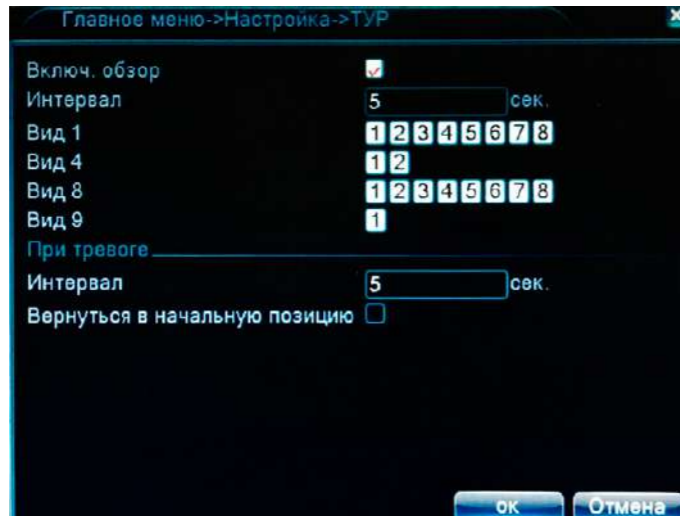 Главное меню->Настройка->ТУР
x
Включ. обзор
Интервал 5 сек.
Вид 1 1 2 3 4 5 6 7 8
Вид 4 1 2
Вид 8 1 2 3 4 5 6 7 8
Вид 9 1
При тревоге
Интервал 5 сек.
Вернуться в начальную позицию
ок Отмена